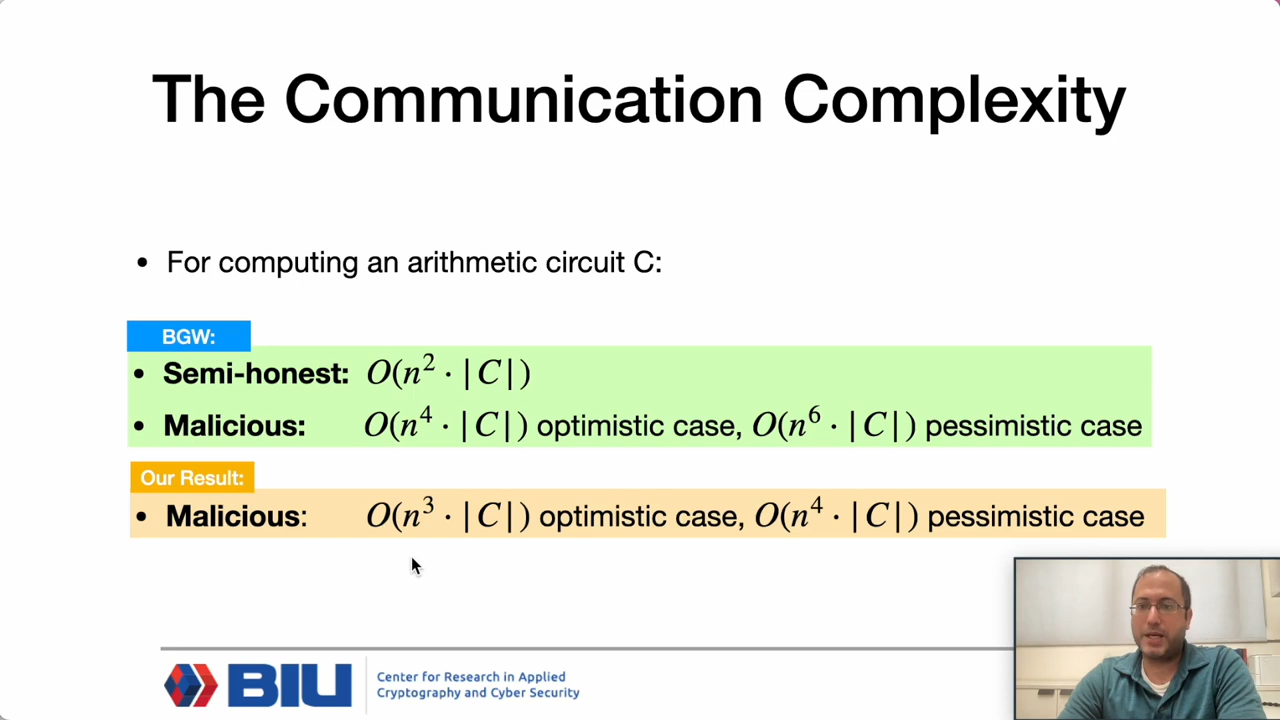 The Communication Complexity
• For computing an arithmetic circuit C:
BGW:
• Semi-honest: O(n² · |C|)
• Malicious: O(n⁴ · |C|) optimistic case, O(n⁶ · |C|) pessimistic case
Our Result:
• Malicious: O(n³ · |C|) optimistic case, O(n⁴ · |C|) pessimistic case
BIU
Center for Research in Applied
Cryptography and Cyber Security